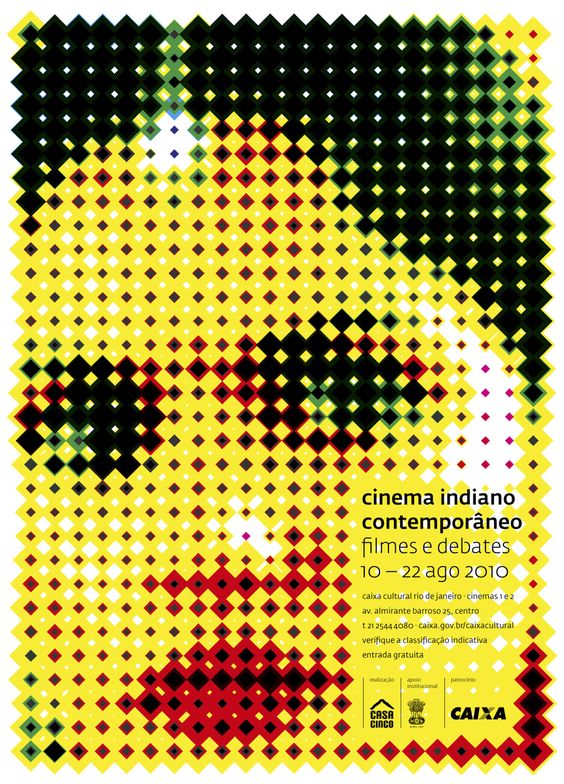 cinema indiano
contemporâneo
filmes e debates
10 – 22 ago 2010
caixa cultural rio de janeiro · cinemas 1 e 2
av. almirante barroso 25, centro
t 21 2544 4080 · caixa.gov.br/caixacultural
verifique a classificação indicativa
entrada gratuita
realização
apoio
institucional
patrocínio
CASA
CINCO
CAIXA